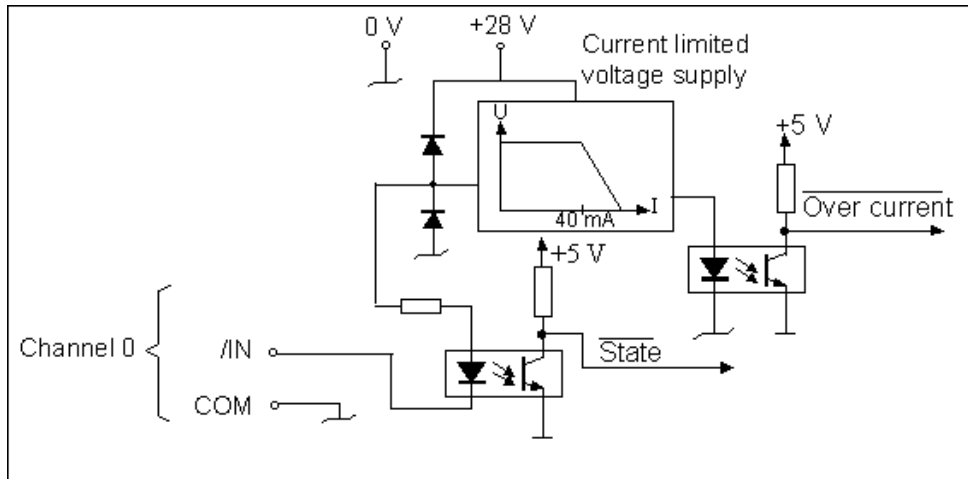 0 V
+28 V
Current limited
voltage supply
U
I
40 mA
+5 V
Over current
+5 V
State
Channel 0
/IN
COM